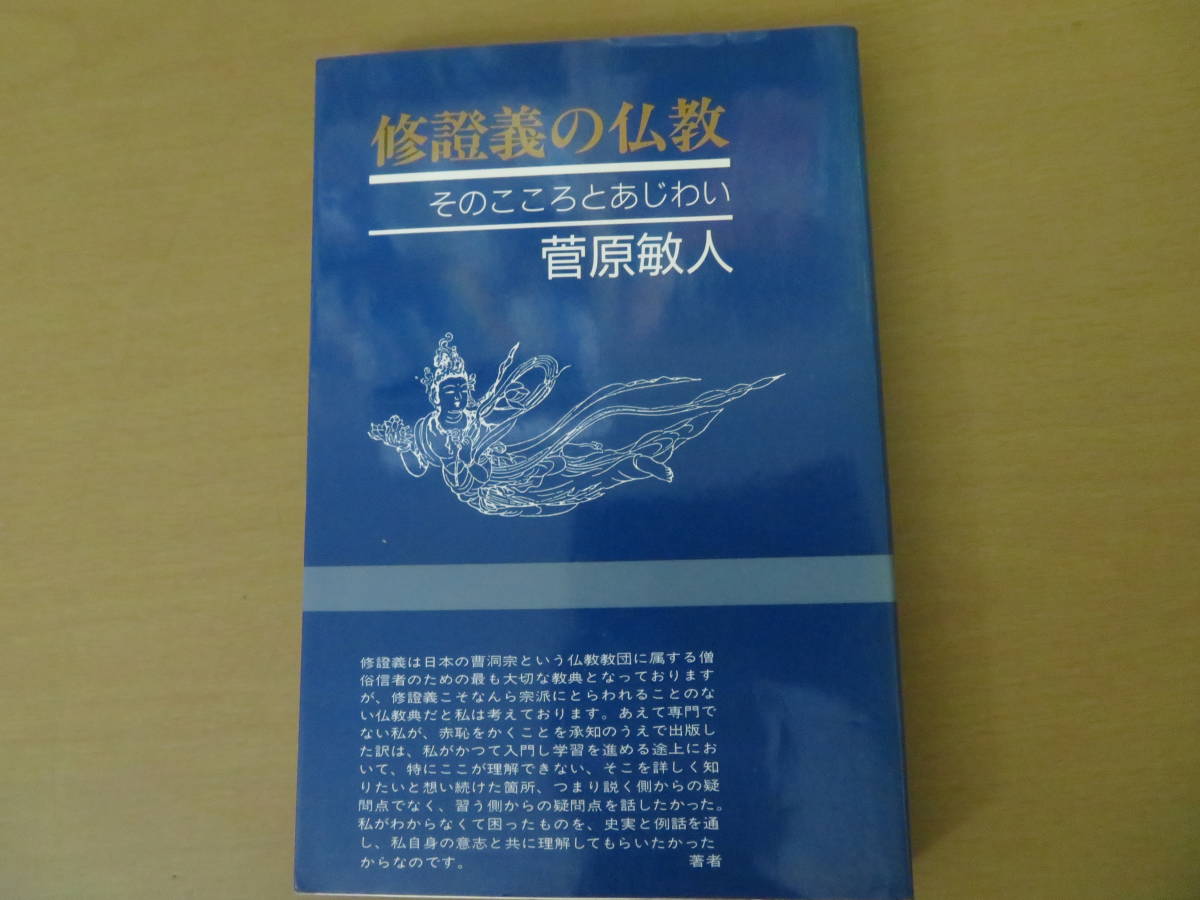 修證義の仏教
そのこころとあじわい
菅原敏人
修證義は日本の曹洞宗という仏教教団に属する僧
俗信者のための最も大切な教典となっております
が、修證義こそなんら宗派にとらわれることのな
い仏教典だと私は考えております。あえて専門で
ない私が、赤恥をかくことを承知のうえで出版し
た訳は、私がかつて入門し学習を進める途上にお
いて、特にここが理解できない、そこを詳しく知
りたいと想い続けた箇所、つまり説く側からの疑
問点でなく、習う側からの疑問点を話したかった。
私がわからなくて困ったものを、史実と例話を通
し、私自身の意志と共に理解してもらいたかった
からなのです。 著者